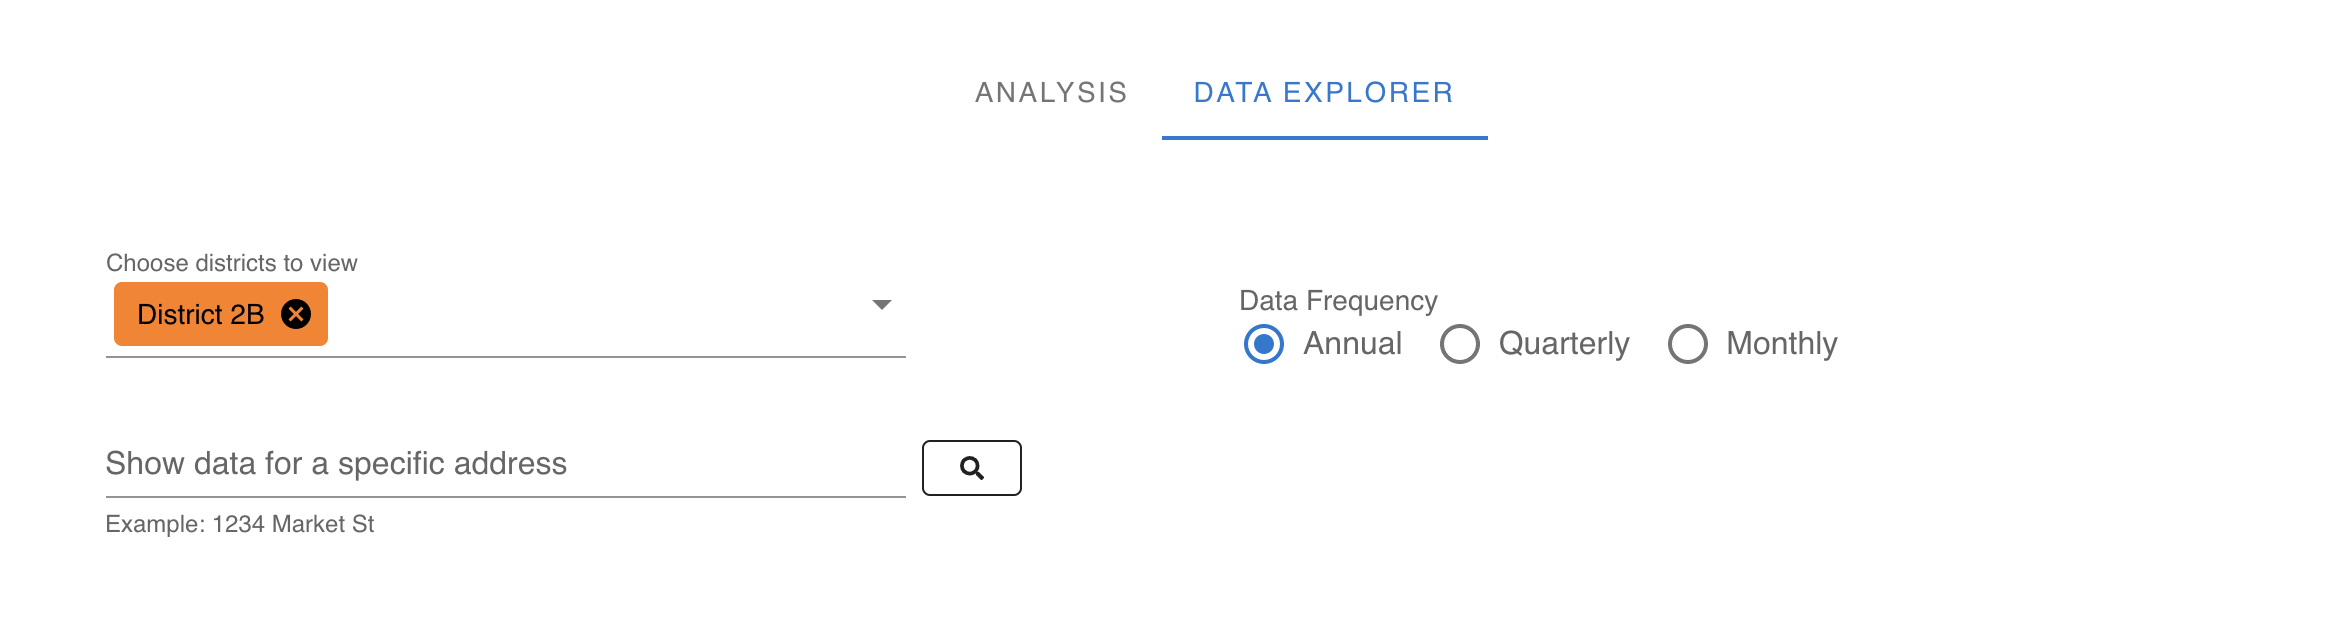 ANALYSIS DATA EXPLORER
Choose districts to view
District 2B
Data Frequency
Annual Quarterly Monthly
Show data for a specific address
Example: 1234 Market St